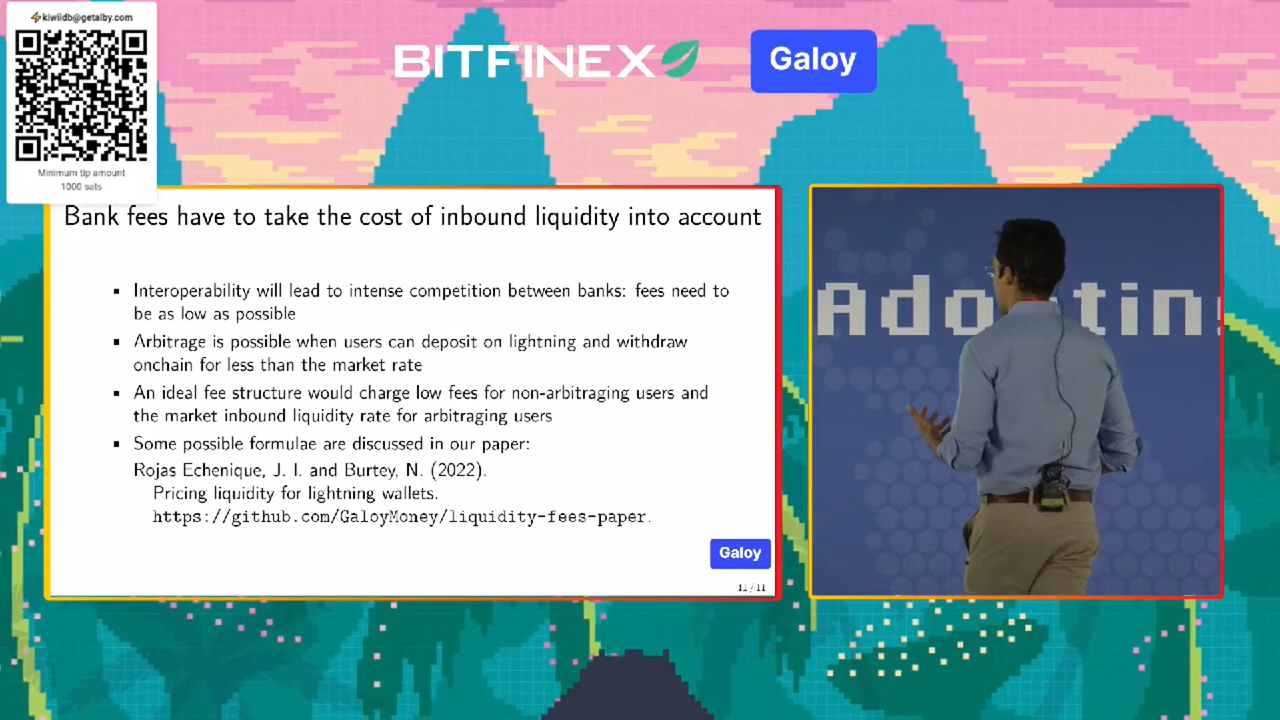 ⚡kiwiidb@getalby.com
Minimum tip amount
1000 sats
BITFINEX
Galoy
Bank fees have to take the cost of inbound liquidity into account
▪ Interoperability will lead to intense competition between banks: fees need to
be as low as possible
▪ Arbitrage is possible when users can deposit on lightning and withdraw
onchain for less than the market rate
▪ An ideal fee structure would charge low fees for non-arbitraging users and
the market inbound liquidity rate for arbitraging users
▪ Some possible formulae are discussed in our paper:
Rojas Echenique, J. I. and Burtey, N. (2022).
Pricing liquidity for lightning wallets.
https://github.com/GaloyMoney/liquidity-fees-paper.
Galoy
11/11